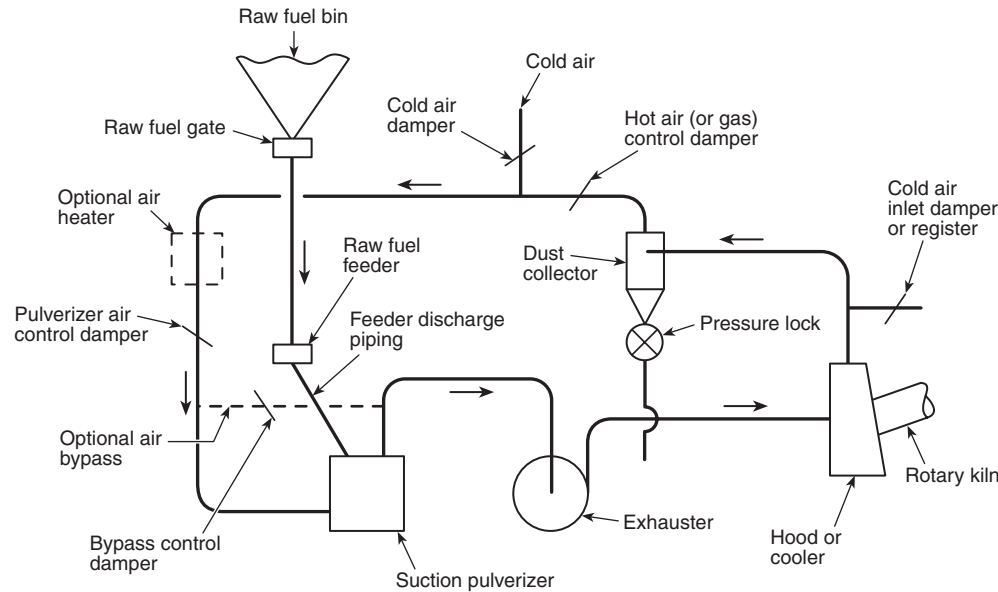 Raw fuel bin
Cold air
Cold air
damper
Hot air (or gas)
control damper
Raw fuel gate
Cold air
inlet damper
or register
Optional air
heater
Raw fuel
feeder
Dust
collector
Pulverizer air
control damper
Feeder discharge
piping
Pressure lock
Optional air
bypass
Rotary kiln
Exhauster
Bypass control
damper
Hood or
cooler
Suction pulverizer